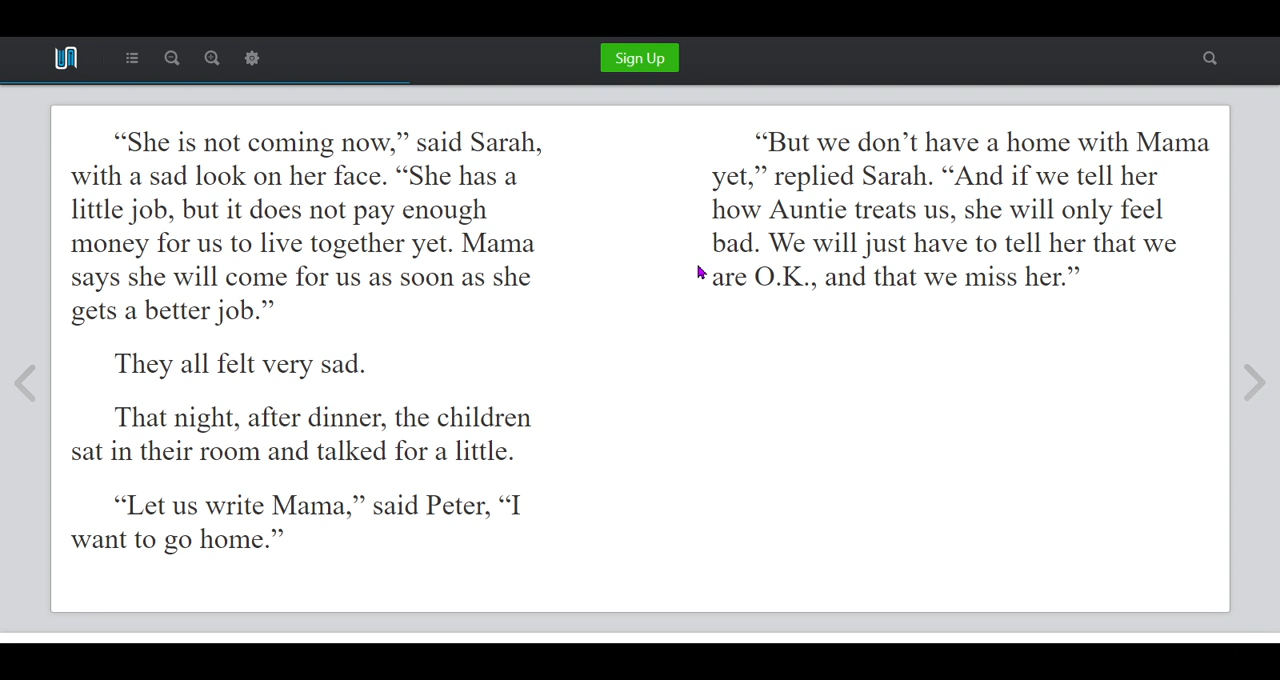 Sign Up
“She is not coming now,” said Sarah,
with a sad look on her face. “She has a
little job, but it does not pay enough
money for us to live together yet. Mama
says she will come for us as soon as she
gets a better job.”
They all felt very sad.
That night, after dinner, the children
sat in their room and talked for a little.
“Let us write Mama,” said Peter, “I
want to go home.”
“But we don’t have a home with Mama
yet,” replied Sarah. “And if we tell her
how Auntie treats us, she will only feel
bad. We will just have to tell her that we
are O.K., and that we miss her.”